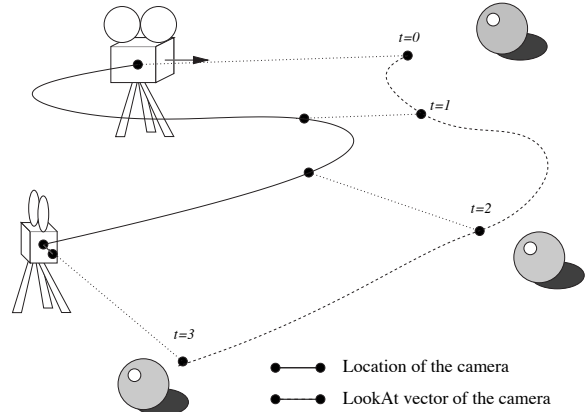 t=0
t=1
t=2
t=3
Location of the camera
LookAt vector of the camera